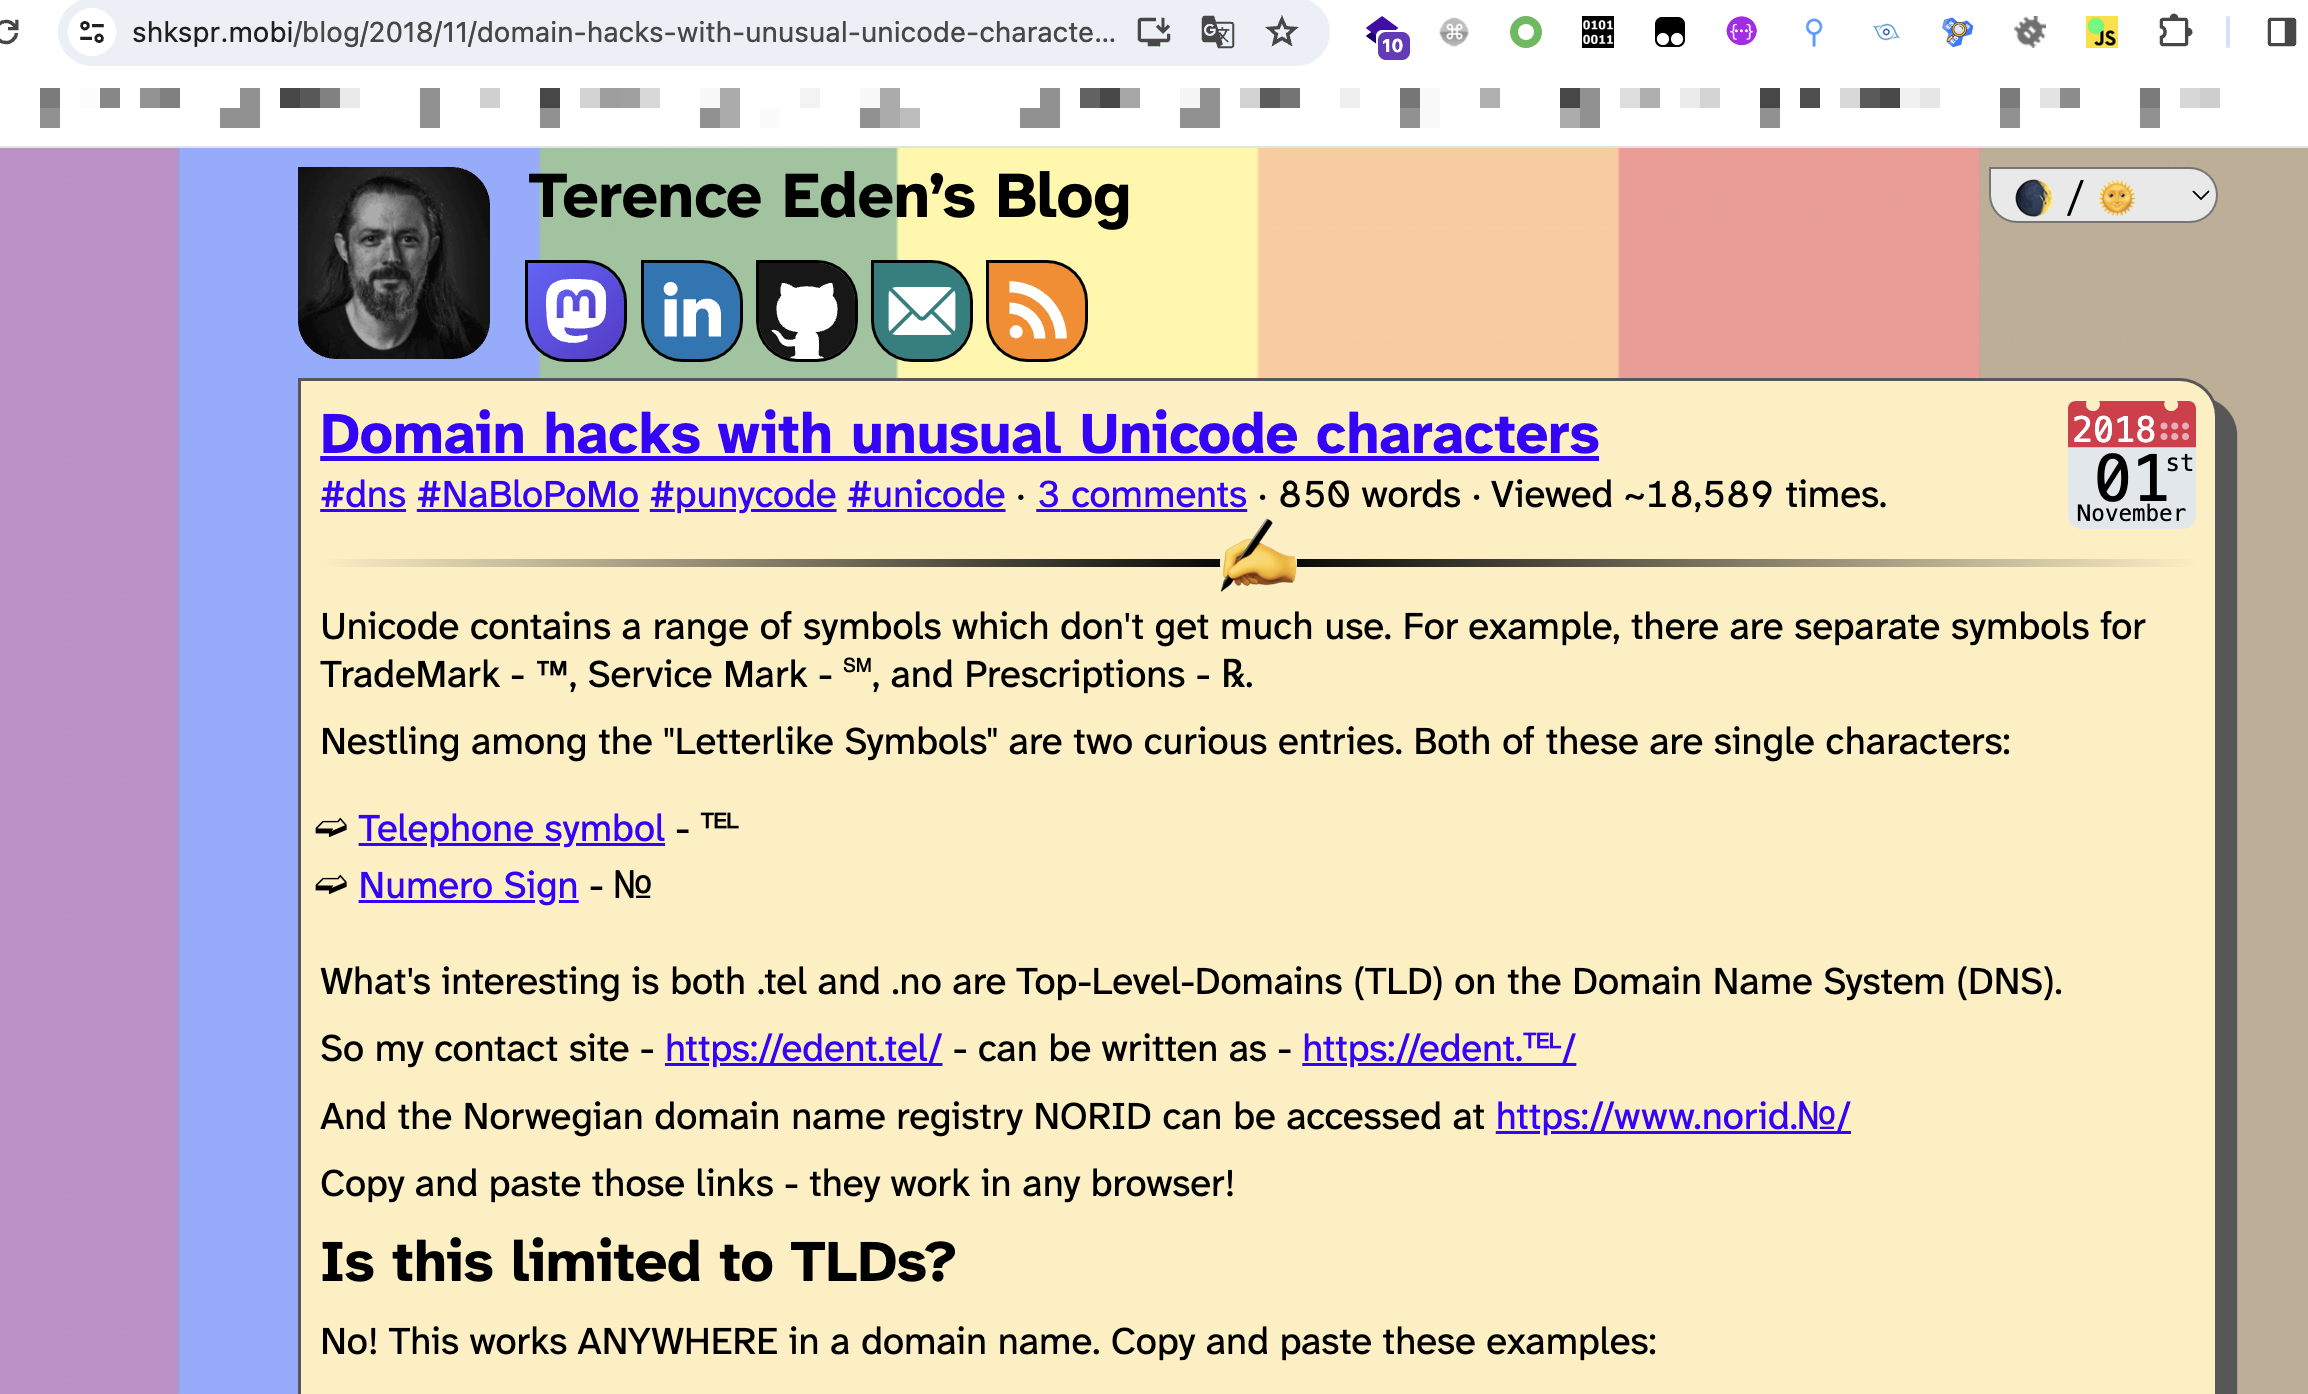 shkspr.mobi/blog/2018/11/domain-hacks-with-unusual-unicode-characte...
10
0101
0011
JS
Terence Eden’s Blog
🌒 / 🌞
in
Domain hacks with unusual Unicode characters
2018
01st
November
#dns #NaBloPoMo #punycode #unicode · 3 comments · 850 words · Viewed ~18,589 times.
Unicode contains a range of symbols which don't get much use. For example, there are separate symbols for
TradeMark - ™, Service Mark - ℠, and Prescriptions - ℞.
Nestling among the "Letterlike Symbols" are two curious entries. Both of these are single characters:
➫ Telephone symbol - ℡
➫ Numero Sign - №
What's interesting is both .tel and .no are Top-Level-Domains (TLD) on the Domain Name System (DNS).
So my contact site - https://edent.tel/ - can be written as - https://edent.℡/
And the Norwegian domain name registry NORID can be accessed at https://www.norid.№/
Copy and paste those links - they work in any browser!
Is this limited to TLDs?
No! This works ANYWHERE in a domain name. Copy and paste these examples: